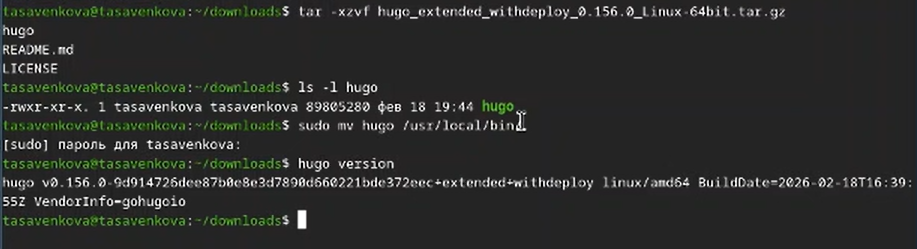 tasavenkova@tasavenkova:~/downloads$ tar -xzvf hugo_extended_withdeploy_0.156.0_Linux-64bit.tar.gz
hugo
README.md
LICENSE
tasavenkova@tasavenkova:~/downloads$ ls -l hugo
-rwxr-xr-x. 1 tasavenkova tasavenkova 89805280 фев 18 19:44 hugo
tasavenkova@tasavenkova:~/downloads$ sudo mv hugo /usr/local/bin/
[sudo] пароль для tasavenkova:
tasavenkova@tasavenkova:~/downloads$ hugo version
hugo v0.156.0-9d914726dee87b0e8e3d7890d660221bde372eec+extended+withdeploy linux/amd64 BuildDate=2026-02-18T16:39:
55Z VendorInfo=gohugoio
tasavenkova@tasavenkova:~/downloads$